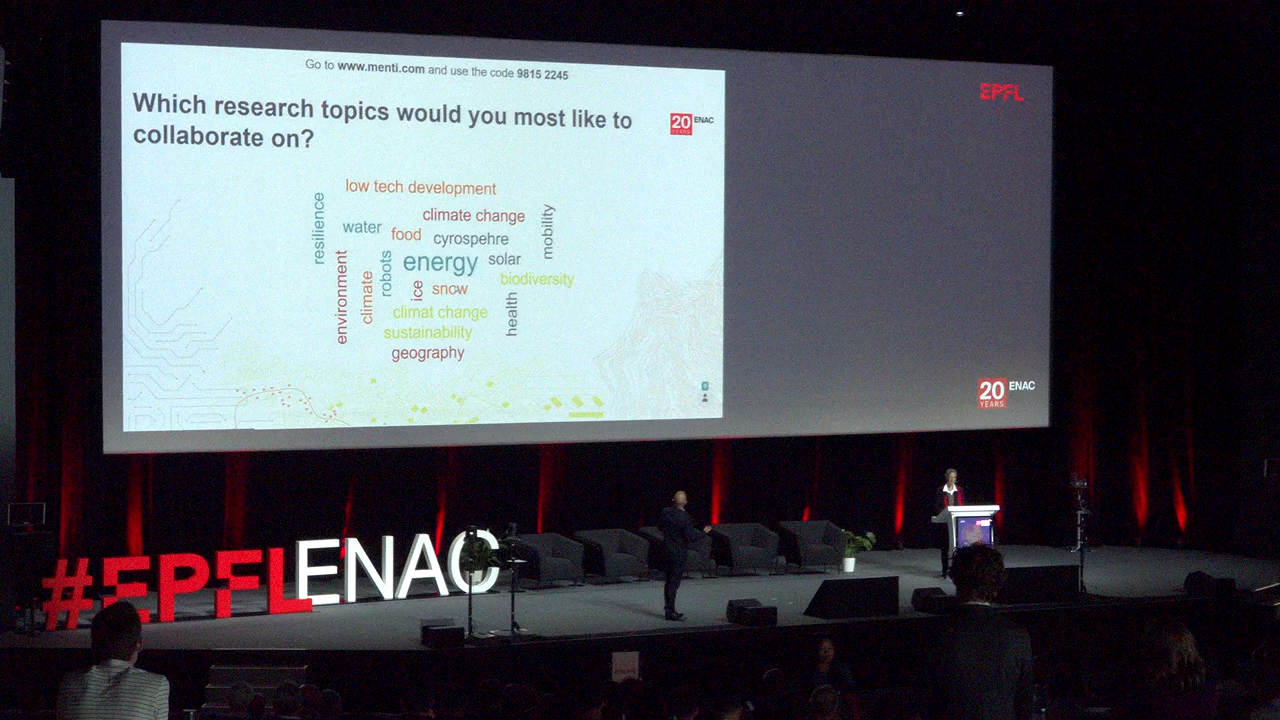 Go to www.menti.com and use the code 9815 2245
Which research topics would you most like to
collaborate on?
20 ENAC
YEARS
EPFL
low tech development
resilience
climate change
mobility
water
food
cyrospehre
energy
solar
robots
environment
climate
biodiversity
ice
snow
health
climat change
sustainability
geography
20 ENAC
YEARS
#EPFLENAC